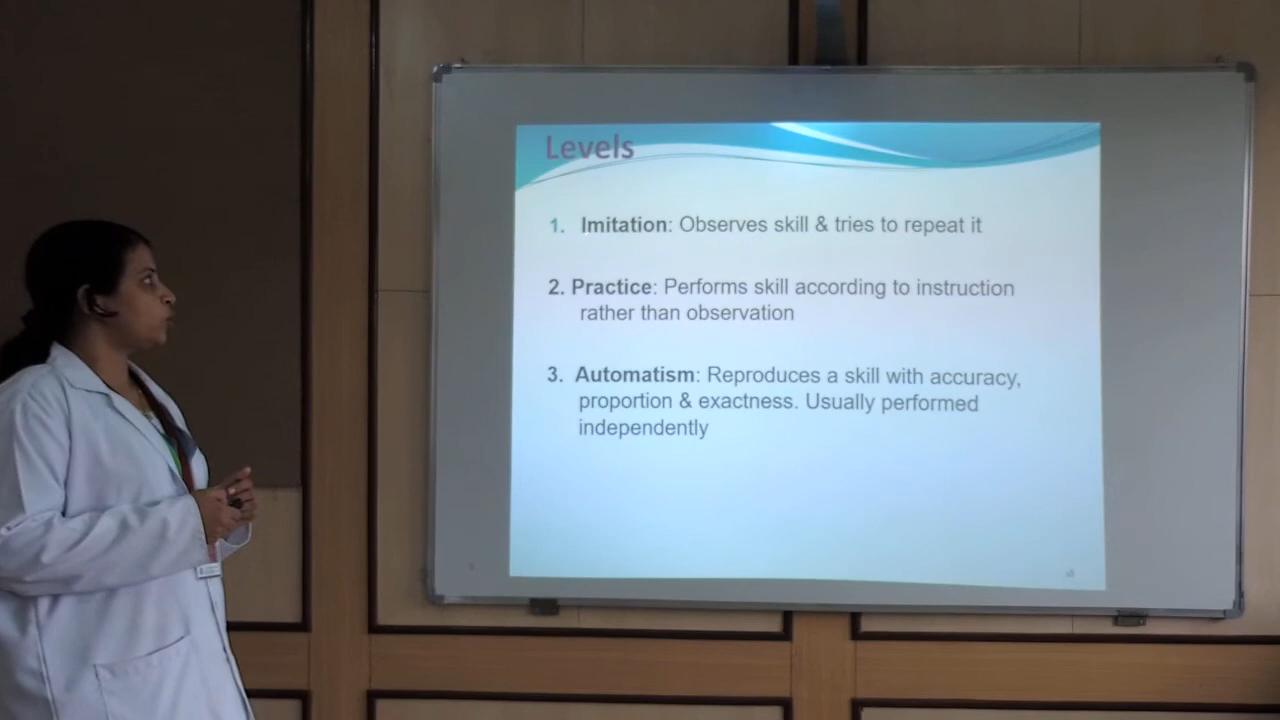 Levels
1. Imitation: Observes skill & tries to repeat it
2. Practice: Performs skill according to instruction
rather than observation
3. Automatism: Reproduces a skill with accuracy,
proportion & exactness. Usually performed
independently